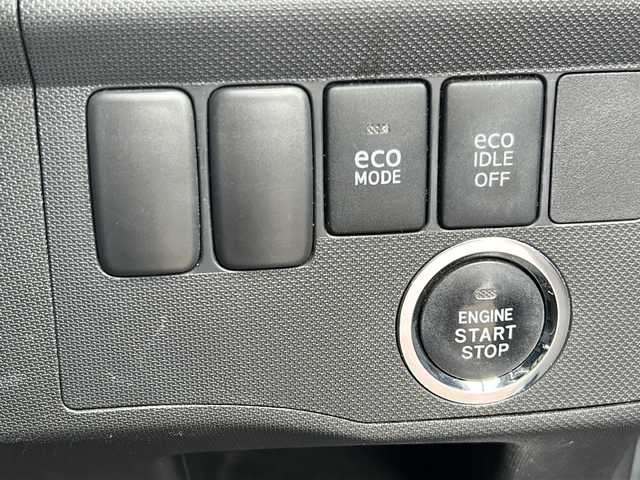 eco
MODE
eco
IDLE
OFF
ENGINE
START
STOP